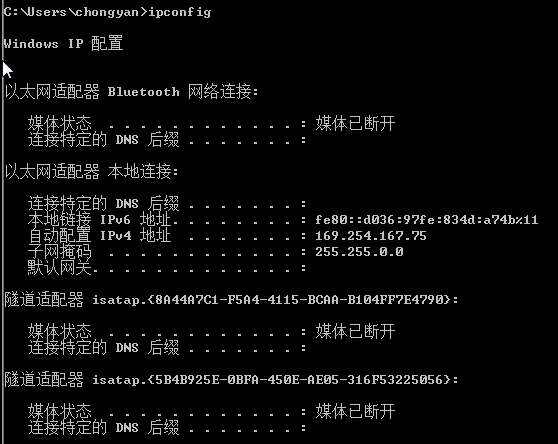 C:\Users\chongyan>ipconfig
Windows IP 配置
以太网适配器 Bluetooth 网络连接:
媒体状态 . . . . . . . . . . . . : 媒体已断开
连接特定的 DNS 后缀 . . . . . . . :
以太网适配器 本地连接:
连接特定的 DNS 后缀 . . . . . . . :
本地链接 IPv6 地址. . . . . . . . : fe80::d036:97fe:834d:a74b%11
自动配置 IPv4 地址 . . . . . . . : 169.254.167.75
子网掩码 . . . . . . . . . . . . : 255.255.0.0
默认网关. . . . . . . . . . . . . :
隧道适配器 isatap.{8A44A7C1-F5A4-4115-BCAA-B104FF7E4790}:
媒体状态 . . . . . . . . . . . . : 媒体已断开
连接特定的 DNS 后缀 . . . . . . . :
隧道适配器 isatap.{5B4B925E-0BFA-450E-AE05-316F53225056}:
媒体状态 . . . . . . . . . . . . : 媒体已断开
连接特定的 DNS 后缀 . . . . . . . :